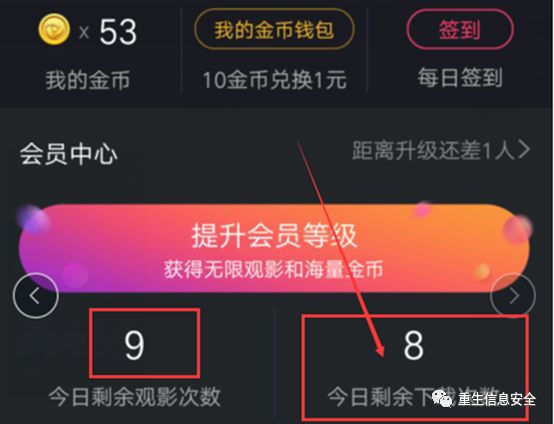 x 53
我的金币钱包
签到
我的金币
10金币兑换1元
每日签到
会员中心
距离升级还差1人>
提升会员等级
获得无限观影和海量金币
9
8
今日剩余观影次数
今日剩余下载次数
重生信息安全